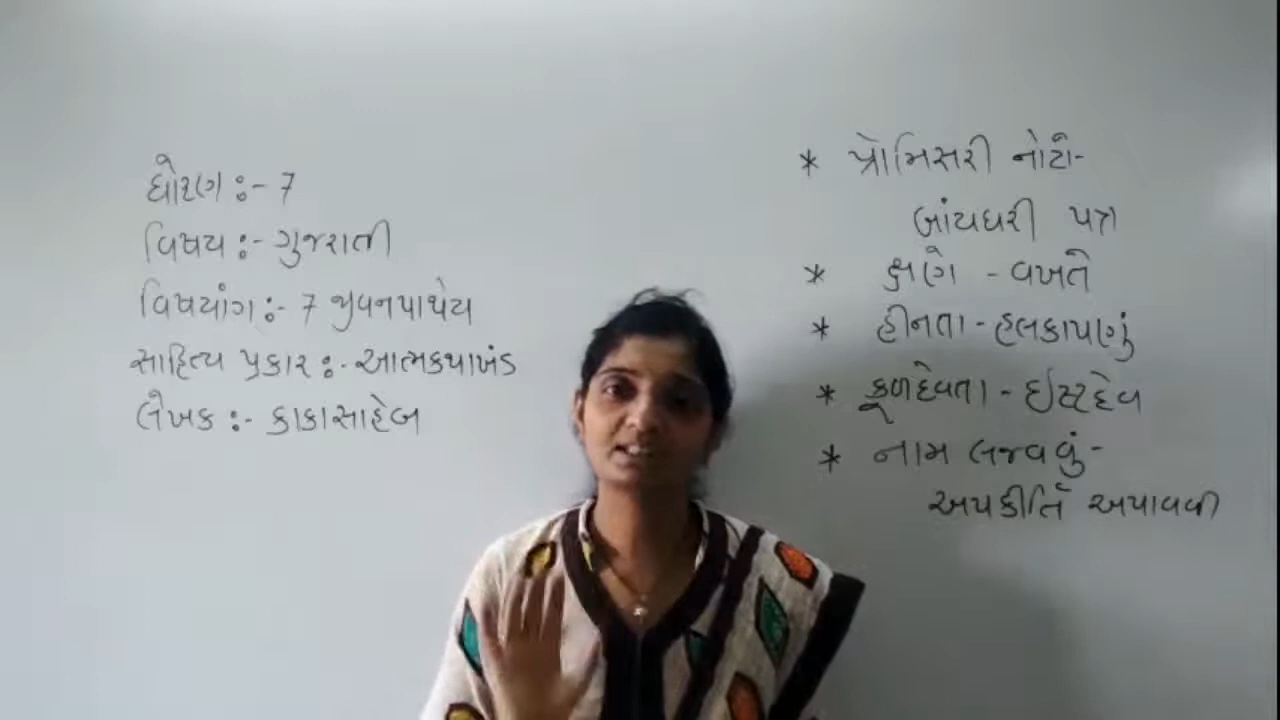 ધોરણ :- 7
વિષય :- ગુજરાતી
વિષયાંગ :- 7 જીવનપાથેય
સાહિત્ય પ્રકાર :- આત્મકથાખંડ
લેખક :- કાકાસાહેબ
* પ્રોમિસરી નોટી-
બાંયધરી પત્ર
* ક્ષણે - વખતે
* હીનતા - હલકાપણું
* કૂળદેવતા - ઇષ્ટદેવ
* નામ લજવવું -
અપકીર્તિ અપાવવી